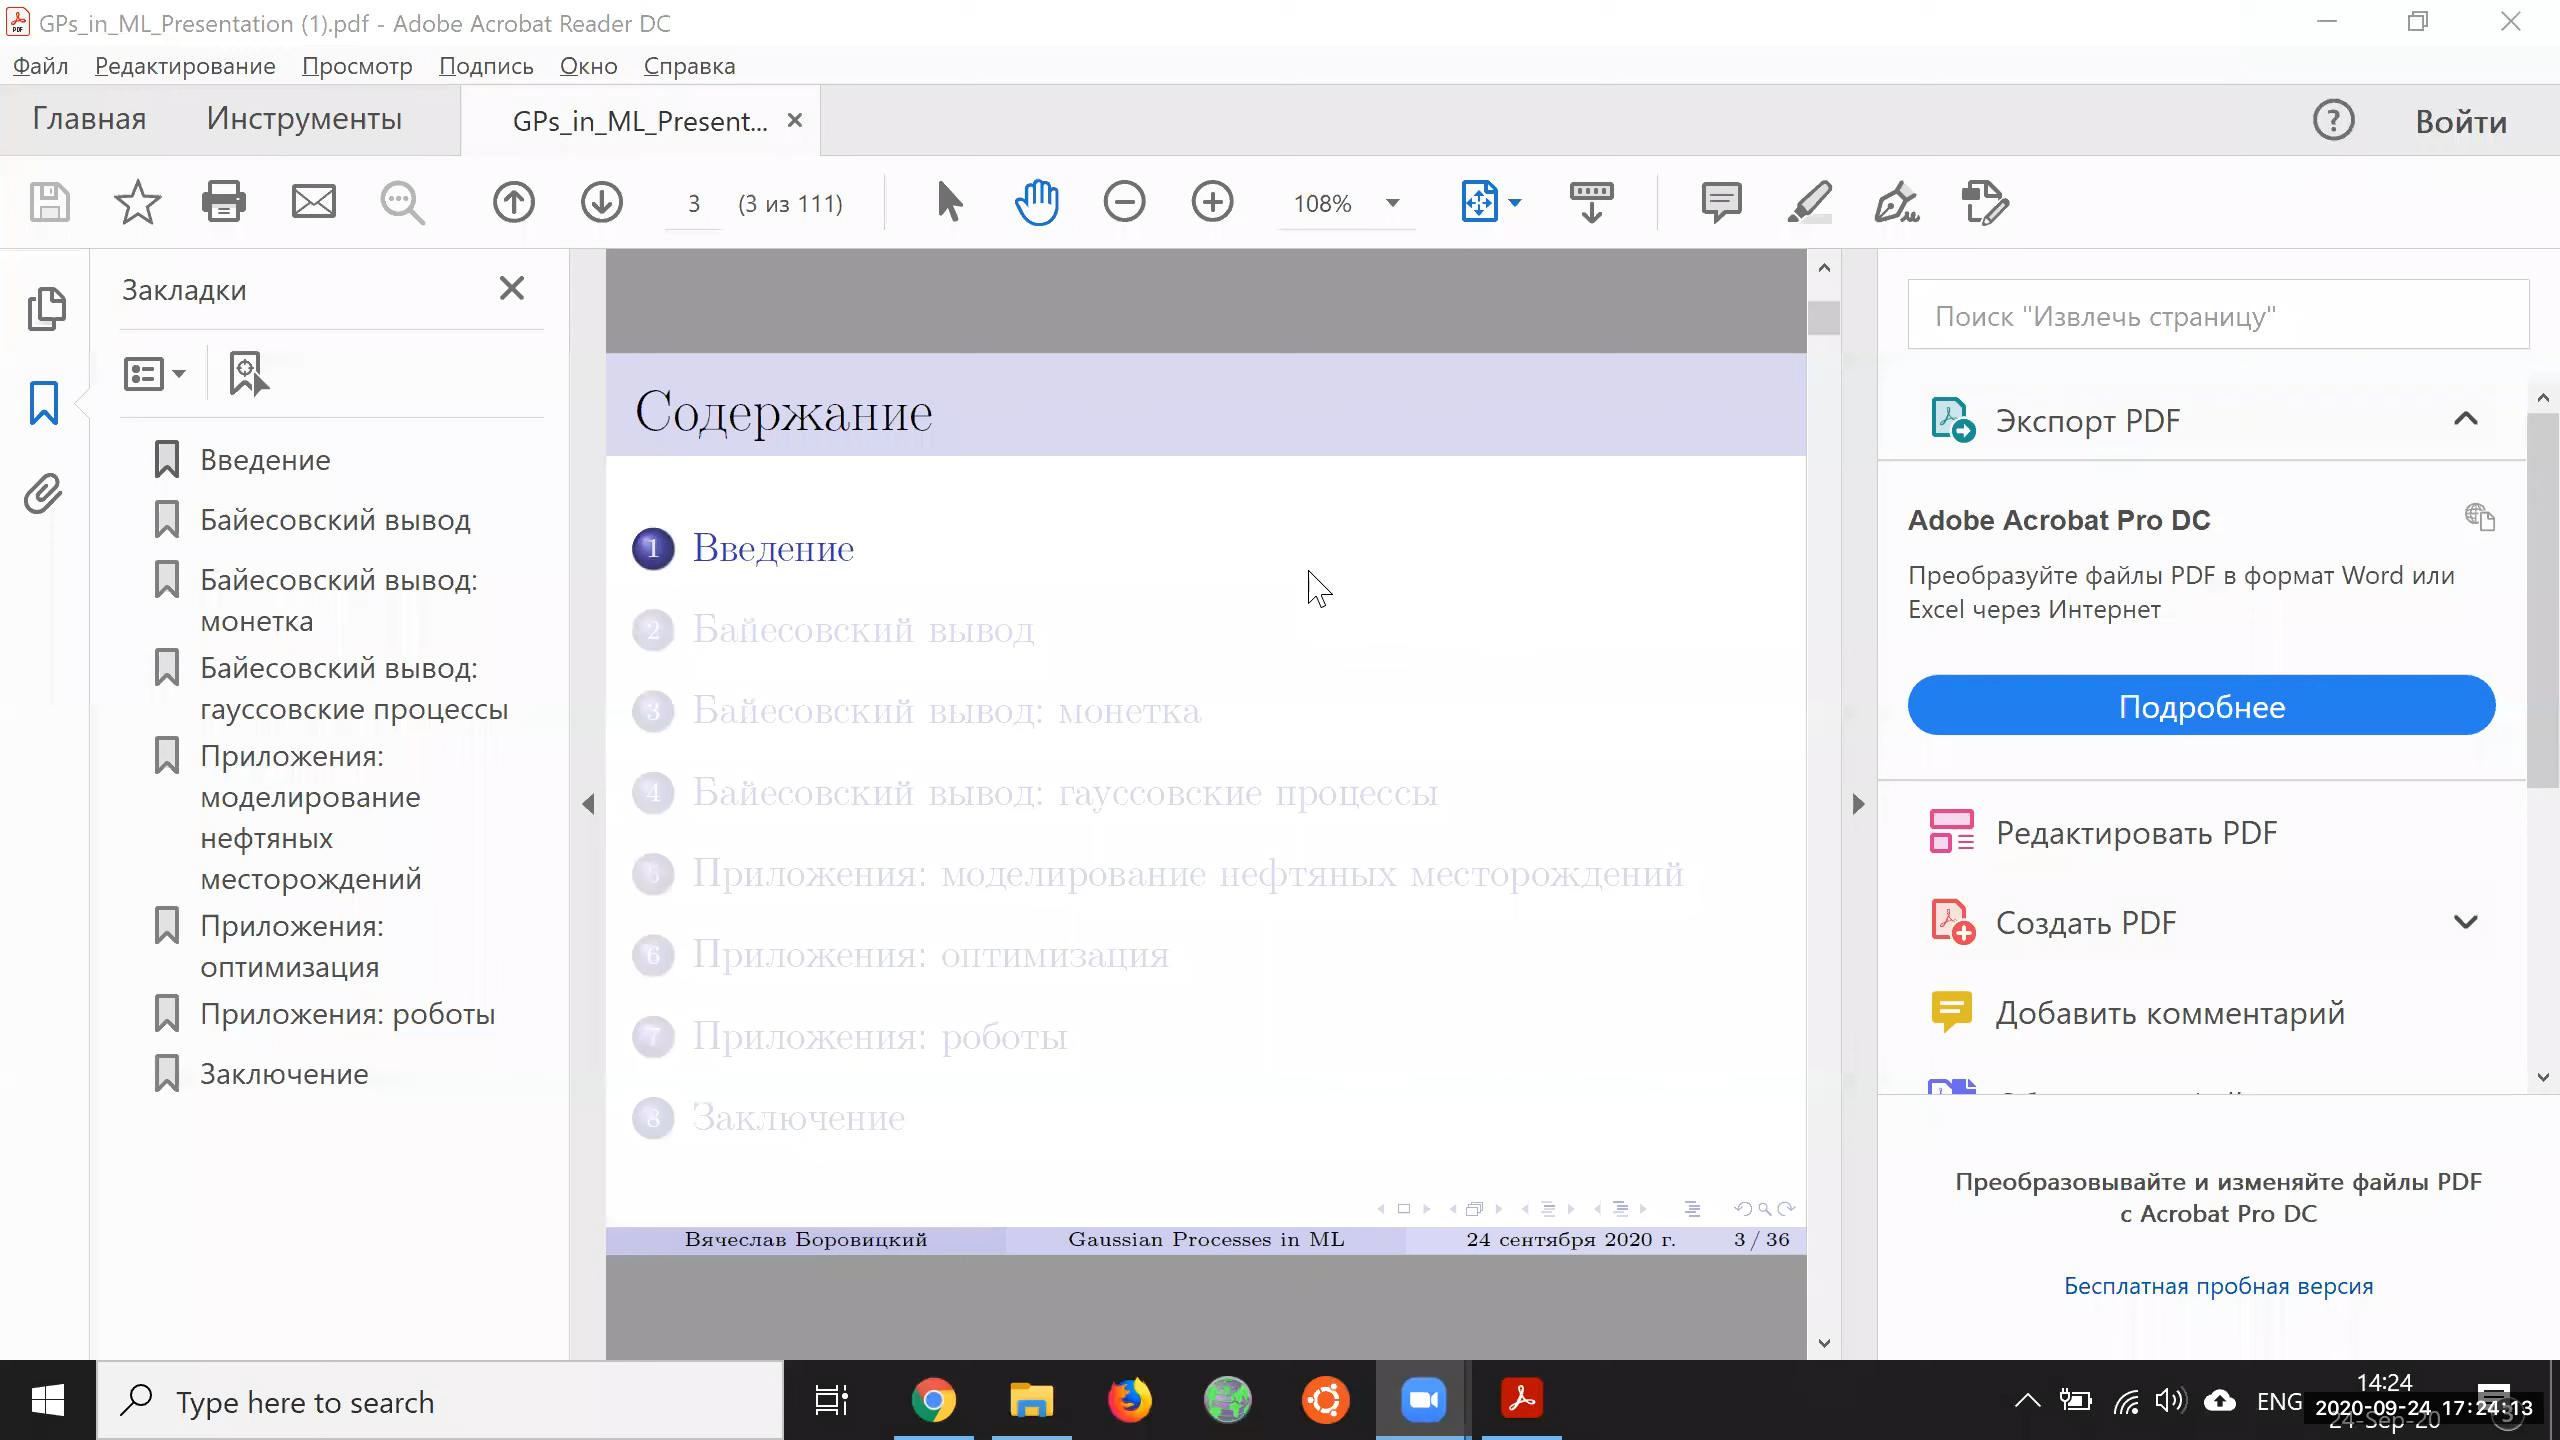 GPs_in_ML_Presentation (1).pdf - Adobe Acrobat Reader DC
Файл Редактирование Просмотр Подпись Окно Справка
Главная Инструменты GPs_in_ML_Present... Войти
3 (3 из 111) 108%
Закладки
Введение
Байесовский вывод
Байесовский вывод:
монетка
Байесовский вывод:
гауссовские процессы
Приложения:
моделирование
нефтяных
месторождений
Приложения:
оптимизация
Приложения: роботы
Заключение
Содержание
1 Введение
2 Байесовский вывод
3 Байесовский вывод: монетка
4 Байесовский вывод: гауссовские процессы
5 Приложения: моделирование нефтяных месторождений
6 Приложения: оптимизация
7 Приложения: роботы
8 Заключение
Вячеслав Боровицкий Gaussian Processes in ML 24 сентября 2020 г. 3 / 36
Поиск "Извлечь страницу"
Экспорт PDF
Adobe Acrobat Pro DC
Преобразуйте файлы PDF в формат Word или
Excel через Интернет
Подробнее
Редактировать PDF
Создать PDF
Добавить комментарий
Преобразовывайте и изменяйте файлы PDF
с Acrobat Pro DC
Бесплатная пробная версия
Type here to search
ENG
14:24
2020-09-24 17:24:13
24-Sep-20
3